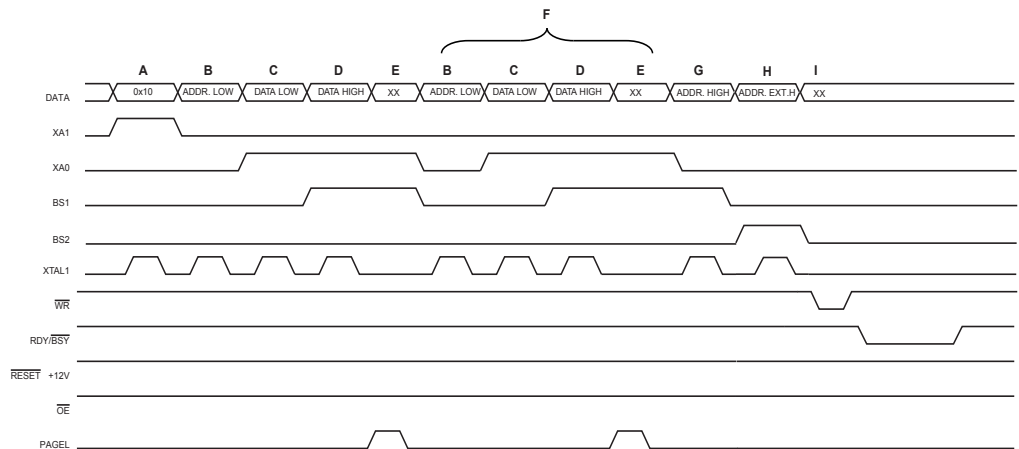 F
A B C D E B C D E G H I
DATA 0x10 ADDR. LOW DATA LOW DATA HIGH XX ADDR. LOW DATA LOW DATA HIGH XX ADDR. HIGH ADDR. EXT.H XX
XA1
XA0
BS1
BS2
XTAL1
WR
RDY/BSY
RESET +12V
OE
PAGEL